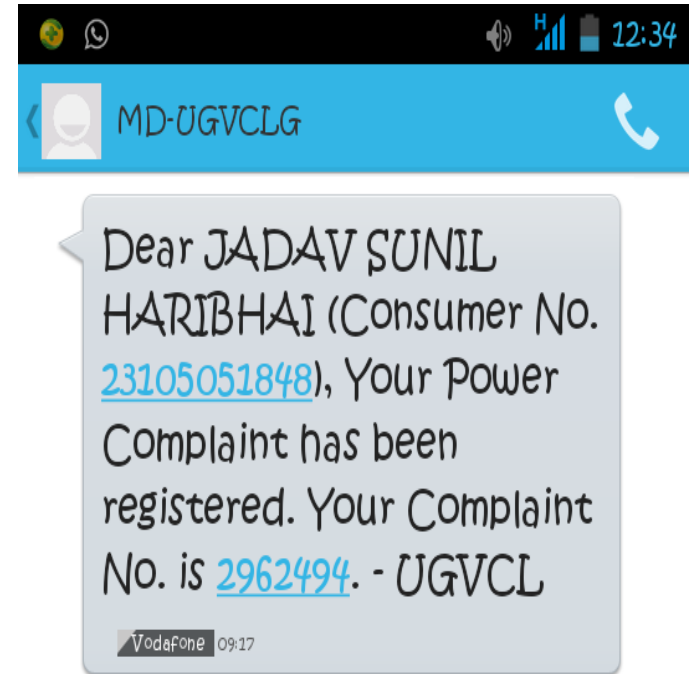 H 12:34
MD-UGVCLG
Dear JADAV SUNIL
HARIBHAI (Consumer No.
23105051848), Your Power
Complaint has been
registered. Your Complaint
No. is 2962494. - UGVCL
Vodafone 09:17